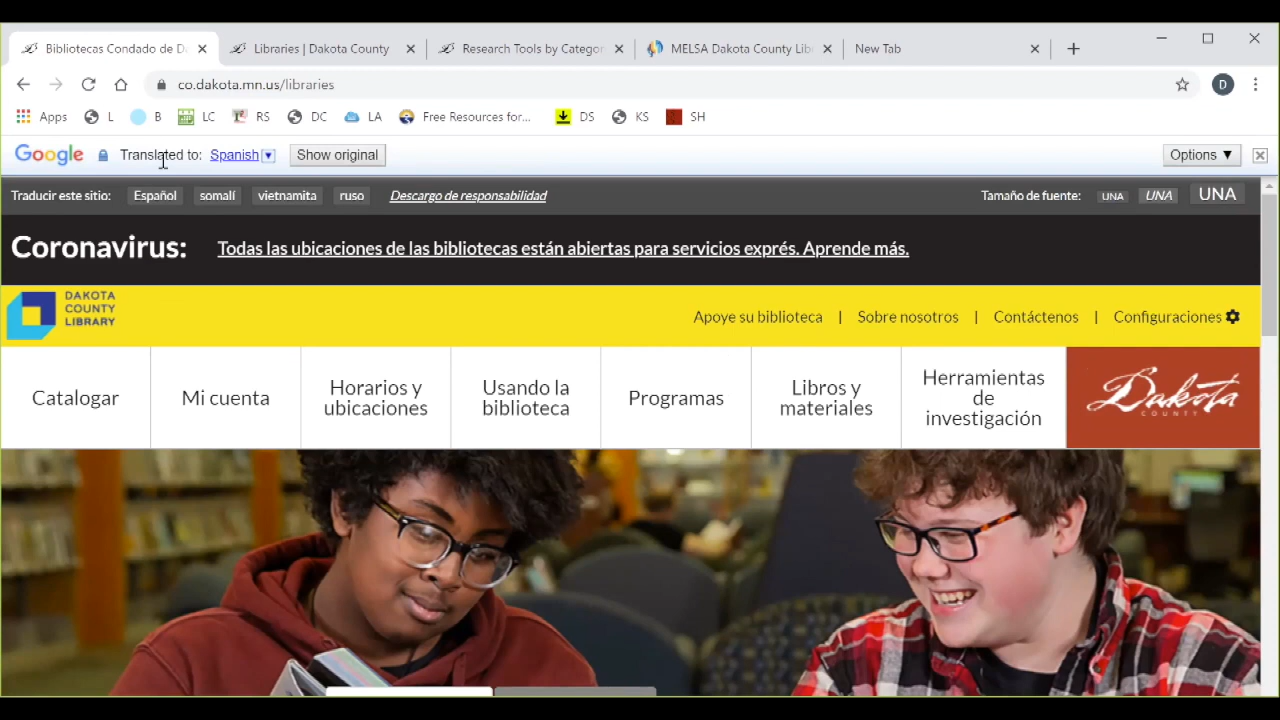 Bibliotecas Condado de D
Libraries | Dakota County
Research Tools by Categor
MELSA Dakota County Lib
New Tab
co.dakota.mn.us/libraries
D
Apps
L
B
LC
RS
DC
LA
Free Resources for...
DS
KS
SH
Google
Translated to:
Spanish
Show original
Options ▼
Traducir este sitio:
Español
somalí
vietnamita
ruso
Descargo de responsabilidad
Tamaño de fuente:
UNA
UNA
UNA
Coronavirus:
Todas las ubicaciones de las bibliotecas están abiertas para servicios exprés. Aprende más.
DAKOTA
COUNTY
LIBRARY
Apoye su biblioteca | Sobre nosotros | Contáctenos | Configuraciones
Catalogar
Mi cuenta
Horarios y
ubicaciones
Usando la
biblioteca
Programas
Libros y
materiales
Herramientas
de
investigación
Dakota
COUNTY